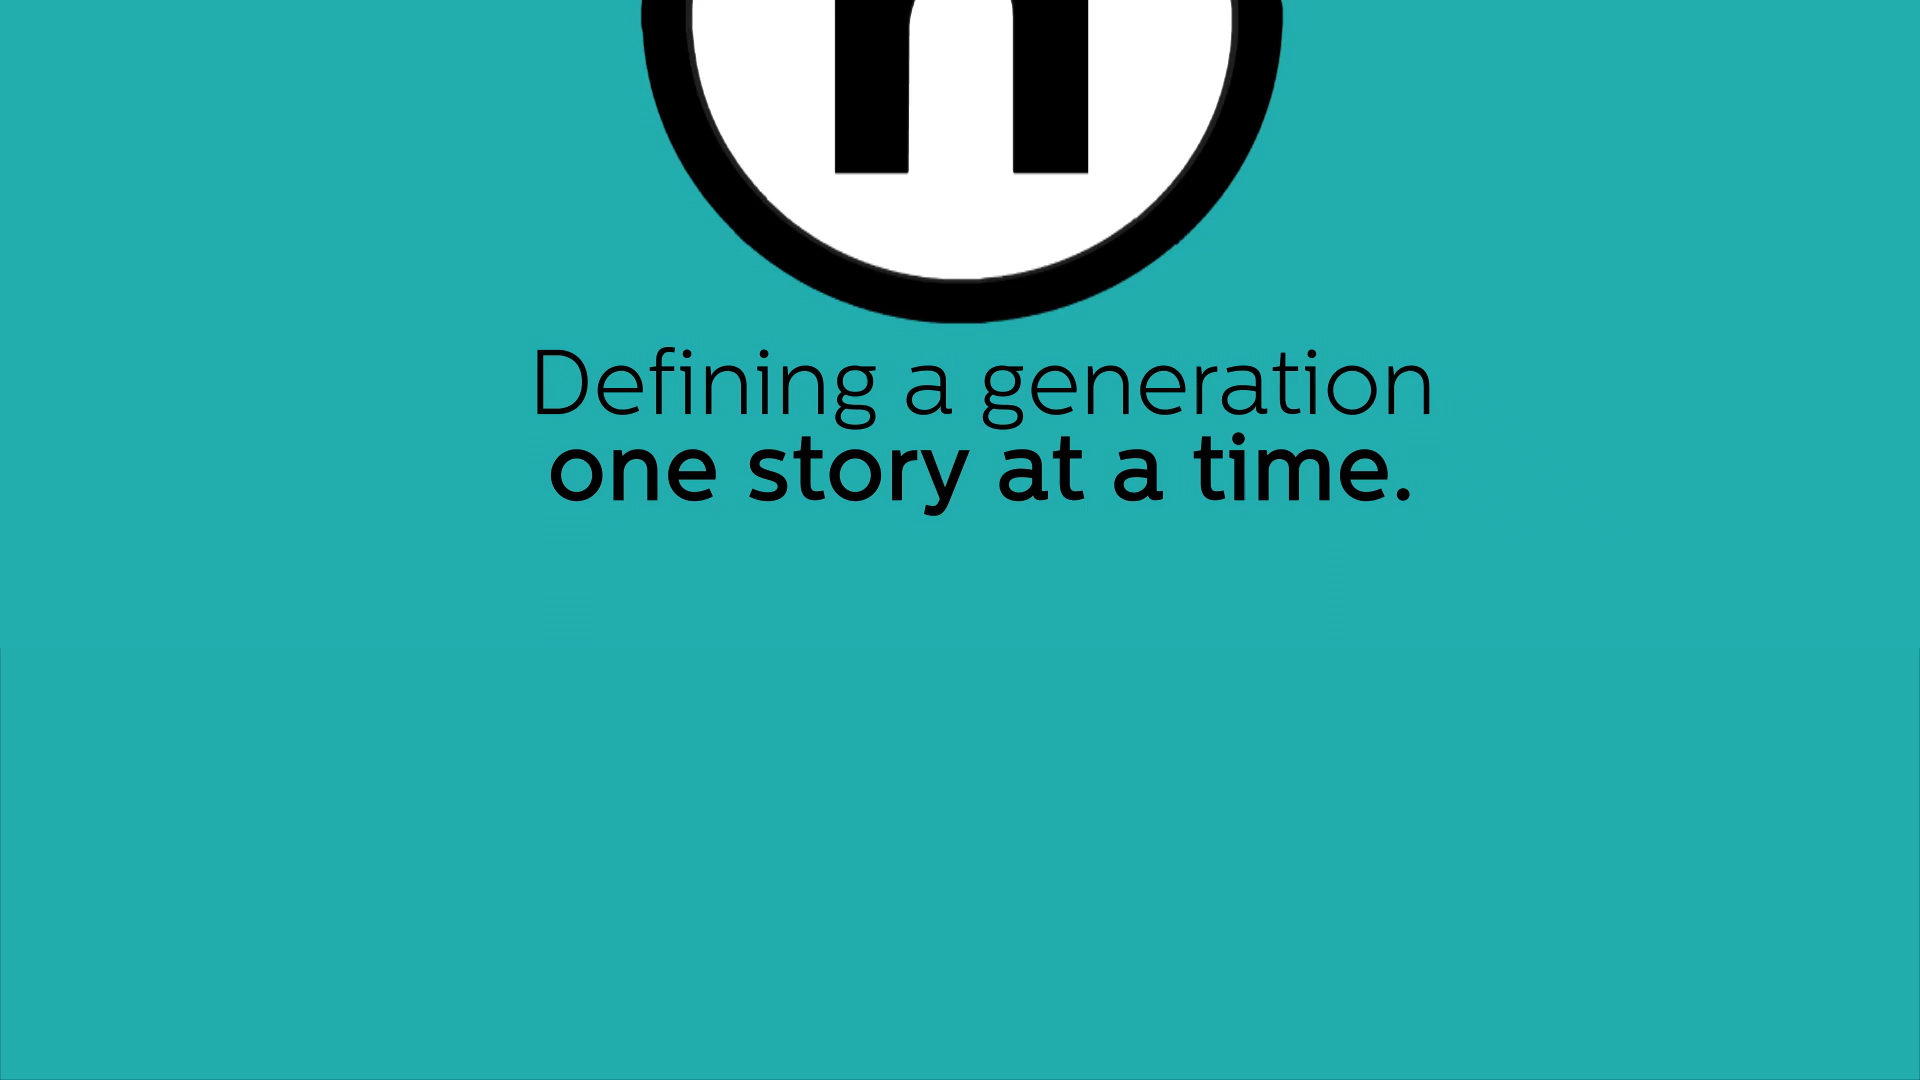 n
Defining a generation
one story at a time.